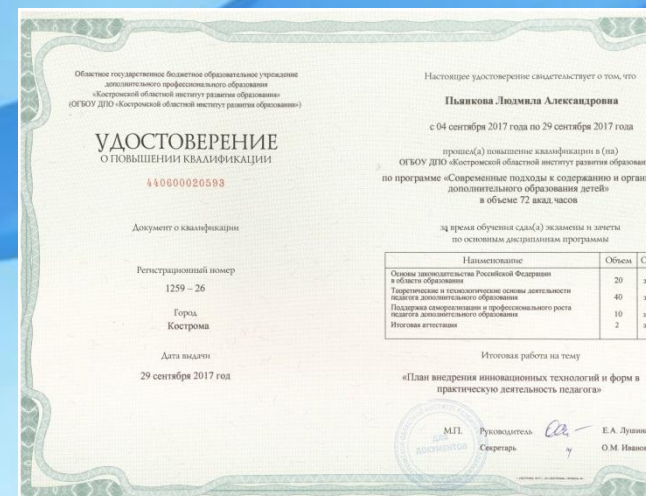 Областное государственное бюджетное образовательное учреждение
дополнительного профессионального образования
«Костромской областной институт развития образования»
(ОГБОУ ДПО «Костромской областной институт развития образования»)
УДОСТОВЕРЕНИЕ
О ПОВЫШЕНИИ КВАЛИФИКАЦИИ
440600020593
Документ о квалификации
Регистрационный номер
1259 – 26
Город
Кострома
Дата выдачи
29 сентября 2017 год
Настоящее удостоверение свидетельствует о том, что
Пьянкова Людмила Александровна
с 04 сентября 2017 года по 29 сентября 2017 года
прошел(а) повышение квалификации в (на)
ОГБОУ ДПО «Костромской областной институт развития
по программе «Современные подходы к содержанию и
дополнительного образования детей»
в объеме 72 акад. часов
за время обучения сдал(а) экзамены и зачеты
по основным дисциплинам программы
Наименование Объем
Основы законодательства Российской Федерации
в области образования 20
Теоретические и технологические основы деятельности
педагога дополнительного образования 40
Поддержка самореализации и профессионального роста
педагога дополнительного образования 10
Итоговая аттестация 2
Итоговая работа на тему
«План внедрения инновационных технологий и форм в
практическую деятельность педагога»
М.П. Руководитель Е.А.
Секретарь О.М.
ДЛЯ
ДОКУМЕНТОВ